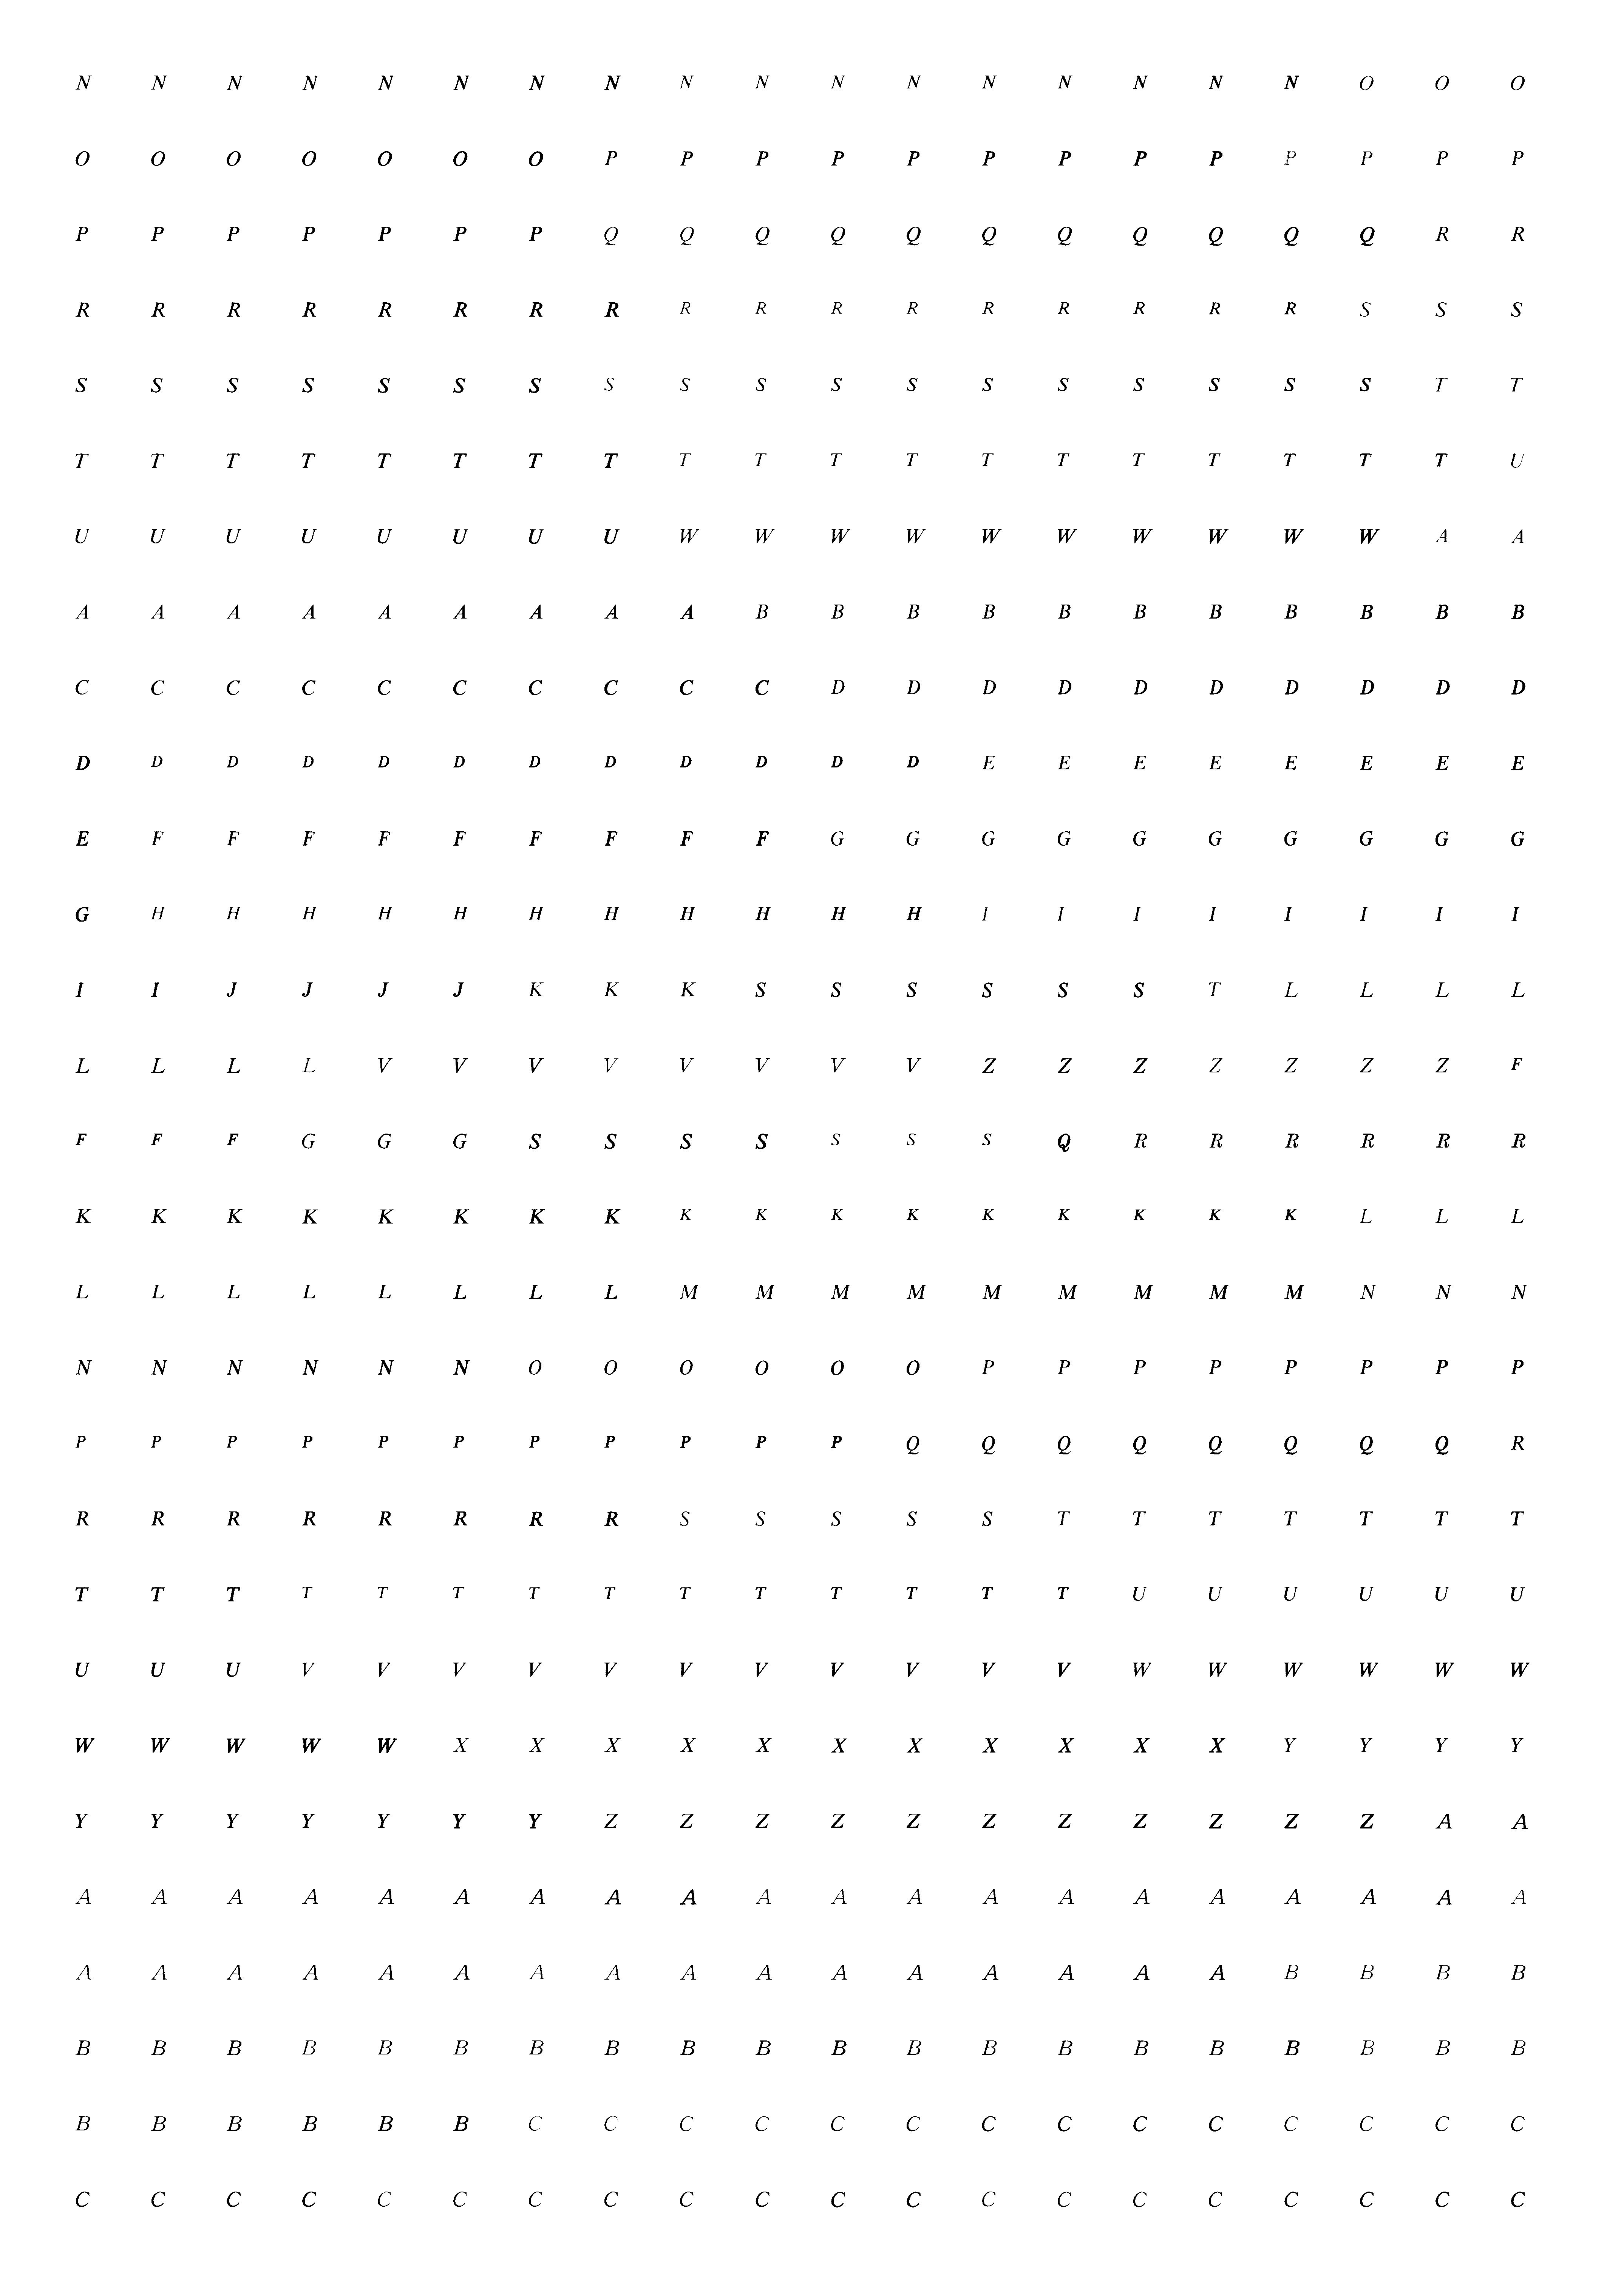 N N N N N N N N N N N N N N N N N O O O
O O O O O O O P P P P P P P P P P P P P
P P P P P P P Q Q Q Q Q Q Q Q Q Q Q R R
R R R R R R R R R R R R R R R R R S S S
S S S S S S S S S S S S S S S S S S T T
T T T T T T T T T T T T T T T T T T T U
U U U U U U U U W W W W W W W W W W A A
A A A A A A A A A B B B B B B B B B B B
C C C C C C C C C C D D D D D D D D D D
D D D D D D D D D D D D E E E E E E E E
E F F F F F F F F F G G G G G G G G G G
G H H H H H H H H H H H I I I I I I I I
I I J J J J K K K S S S S S S T L L L L
L L L L V V V V V V V V Z Z Z Z Z Z Z F
F F F G G G S S S S S S S Q R R R R R R
K K K K K K K K K K K K K K K K K L L L
L L L L L L L L M M M M M M M M M N N N
N N N N N N O O O O O O P P P P P P P P
P P P P P P P P P P P Q Q Q Q Q Q Q Q R
R R R R R R R R S S S S S T T T T T T T
T T T T T T T T T T T T T T U U U U U U
U U U V V V V V V V V V V V W W W W W W
W W W W W X X X X X X X X X X X Y Y Y Y
Y Y Y Y Y Y Y Z Z Z Z Z Z Z Z Z Z Z A A
A A A A A A A A A A A A A A A A A A A A
A A A A A A A A A A A A A A A A B B B B
B B B B B B B B B B B B B B B B B B B B
B B B B B B C C C C C C C C C C C C C C
C C C C C C C C C C C C C C C C C C C C